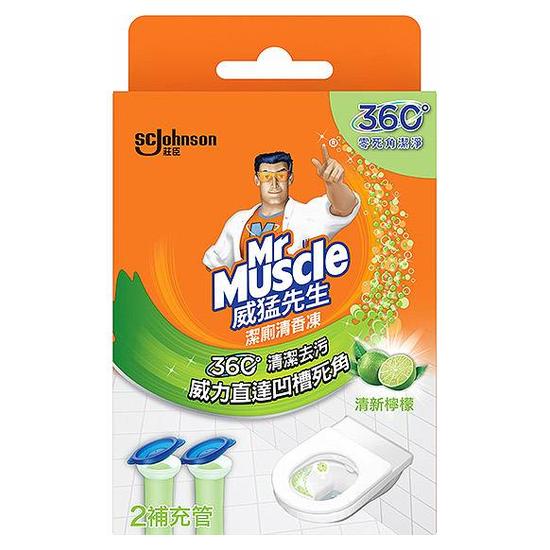 SCJohnson
莊臣
360°
零死角潔淨
®
Mr
Muscle
威猛先生
潔廁清香凍
360° 清潔去污
威力直達凹槽死角
清新檸檬
2補充管